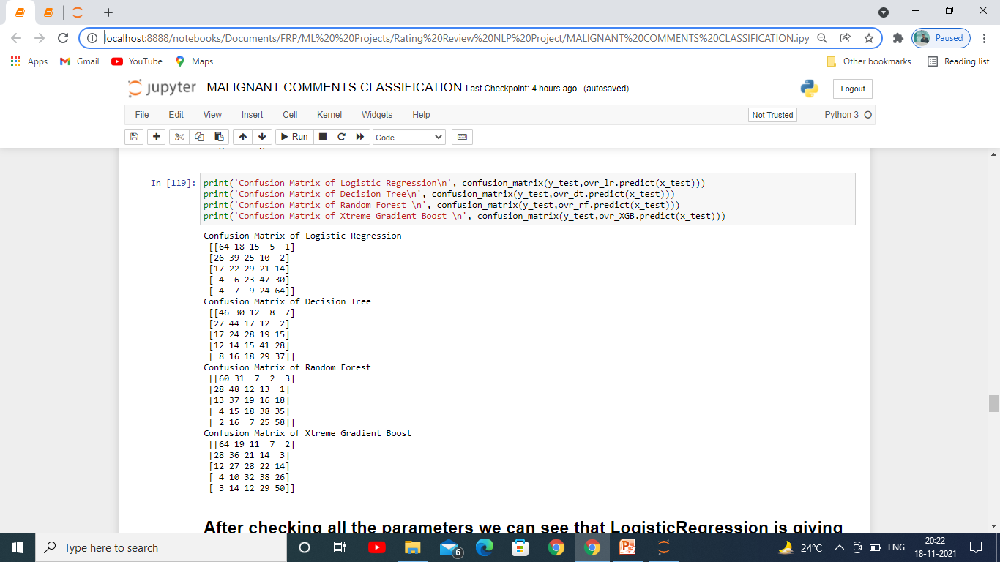 localhost:8888/notebooks/Documents/FRP/ML%20%20Projects/Rating%20Review%20NLP%20Project/MALIGNANT%20COMMENTS%20CLASSIFICATION.ipy
Paused
Apps Gmail YouTube Maps Other bookmarks Reading list
jupyter MALIGNANT COMMENTS CLASSIFICATION Last Checkpoint: 4 hours ago (autosaved) Logout
File Edit View Insert Cell Kernel Widgets Help Not Trusted Python 3
Run Code
In [119]: print('Confusion Matrix of Logistic Regression\n', confusion_matrix(y_test,ovr_lr.predict(x_test)))
print('Confusion Matrix of Decision Tree\n', confusion_matrix(y_test,ovr_dt.predict(x_test)))
print('Confusion Matrix of Random Forest \n', confusion_matrix(y_test,ovr_rf.predict(x_test)))
print('Confusion Matrix of Xtreme Gradient Boost \n', confusion_matrix(y_test,ovr_XGB.predict(x_test)))
Confusion Matrix of Logistic Regression
[[64 18 15  5  1]
[26 39 25 10  2]
[17 22 29 21 14]
[ 4  6 23 47 30]
[ 4  7  9 24 64]]
Confusion Matrix of Decision Tree
[[46 30 12  8  7]
[27 44 17 12  2]
[17 24 28 19 15]
[12 14 15 41 28]
[ 8 16 18 29 37]]
Confusion Matrix of Random Forest
[[60 31  7  2  3]
[28 48 12 13  1]
[13 37 19 16 18]
[ 4 15 18 38 35]
[ 2 16  7 25 58]]
Confusion Matrix of Xtreme Gradient Boost
[[64 19 11  7  2]
[28 36 21 14  3]
[12 27 28 22 14]
[ 4 10 32 38 26]
[ 3 14 12 29 50]]
After checking all the parameters we can see that LogisticRegression is giving
Type here to search
6
24°C ENG
20:22
18-11-2021